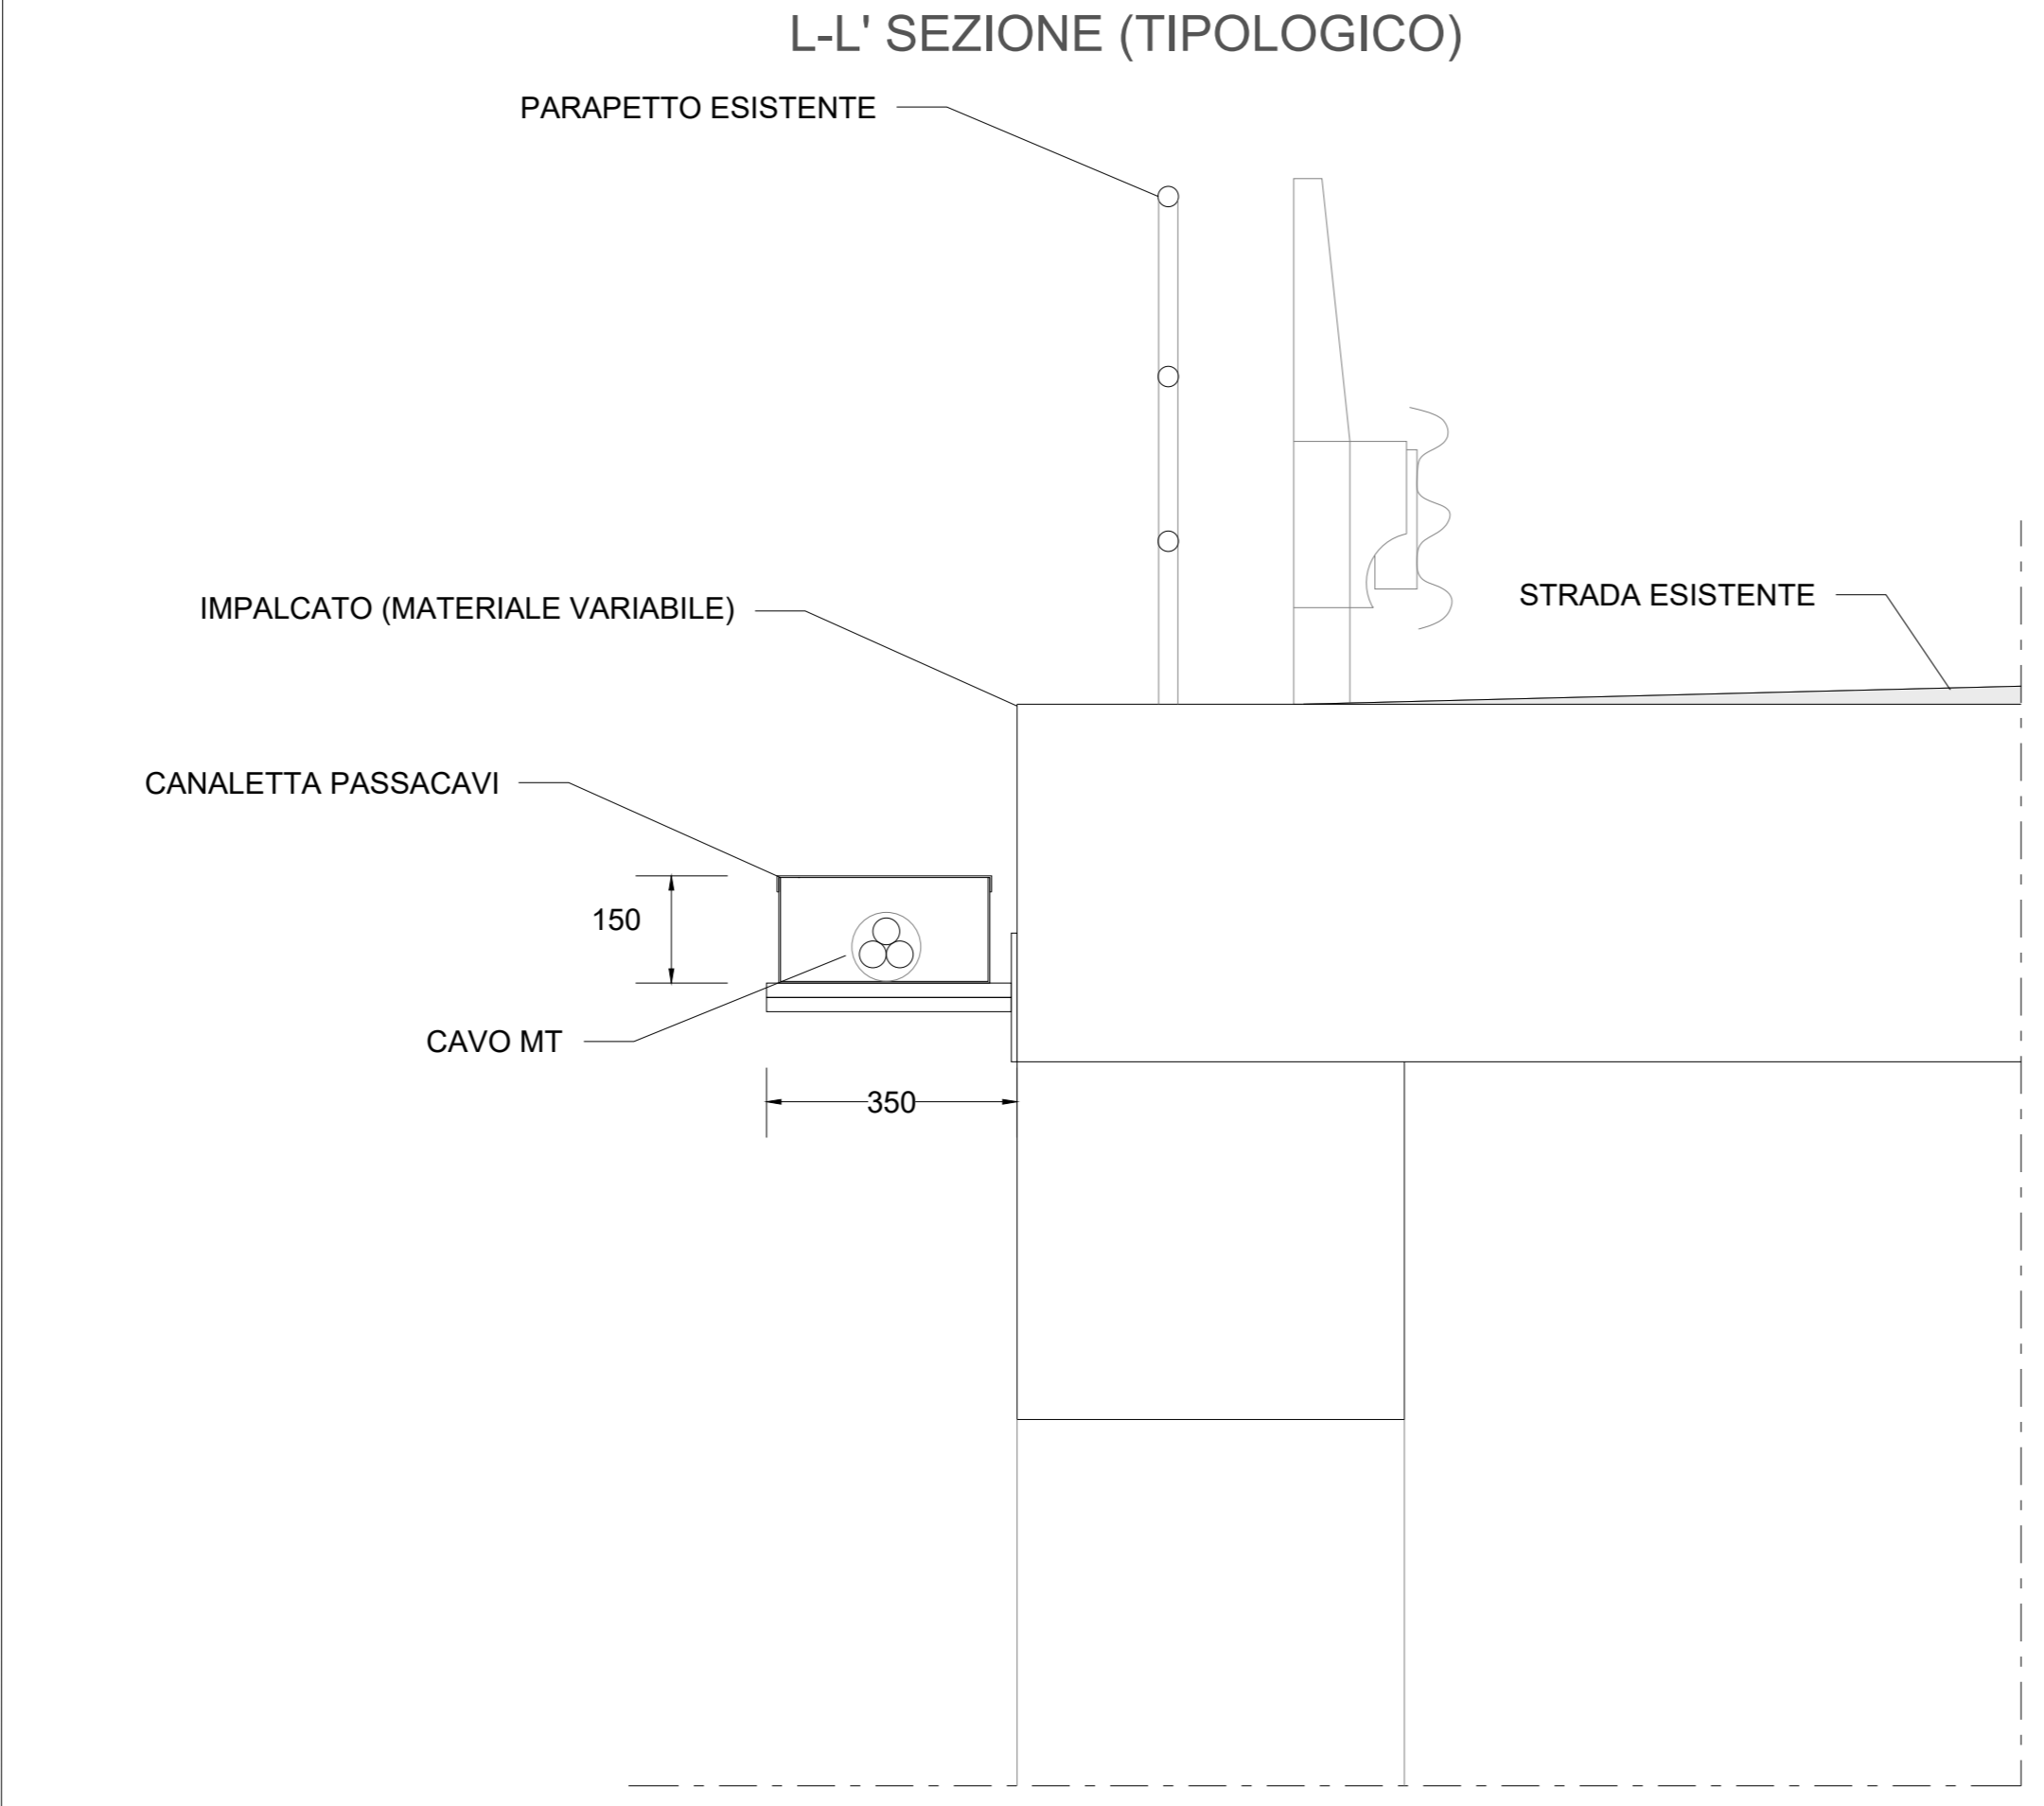 L-L' SEZIONE (TIPOLOGICO)
PARAPETTO ESISTENTE
IMPALCATO (MATERIALE VARIABILE)
STRADA ESISTENTE
CANALETTA PASSACAVI
150
CAVO MT
350